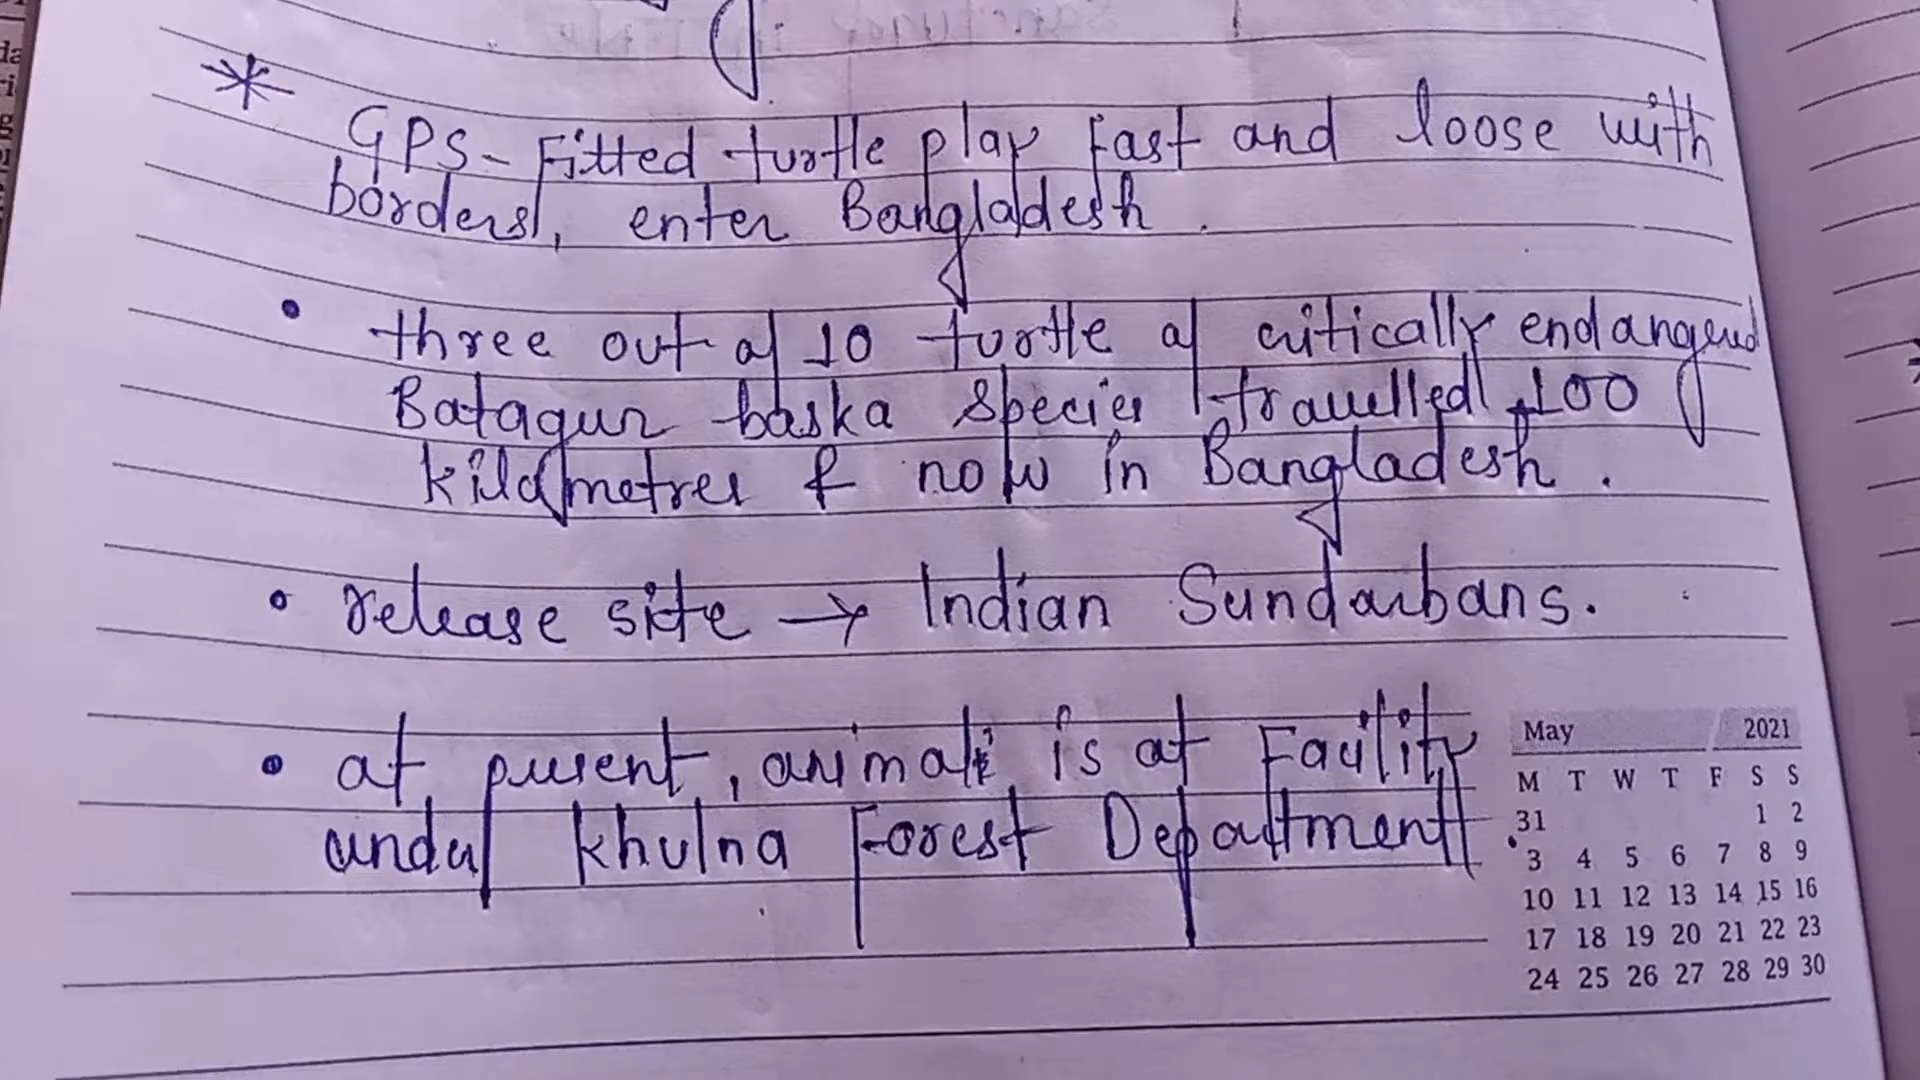 * GPS-Fitted turtle play fast and loose with
borders, enter Bangladesh.
• three out of 10 turtle of critically endangered
Batagur baska species travelled 100
kilometres & now in Bangladesh.
• release site → Indian Sundarbans.
• at present, animal is at Facility
under Khulna Forest Department
May 2021
M T W T F S S
31 1 2
3 4 5 6 7 8 9
10 11 12 13 14 15 16
17 18 19 20 21 22 23
24 25 26 27 28 29 30